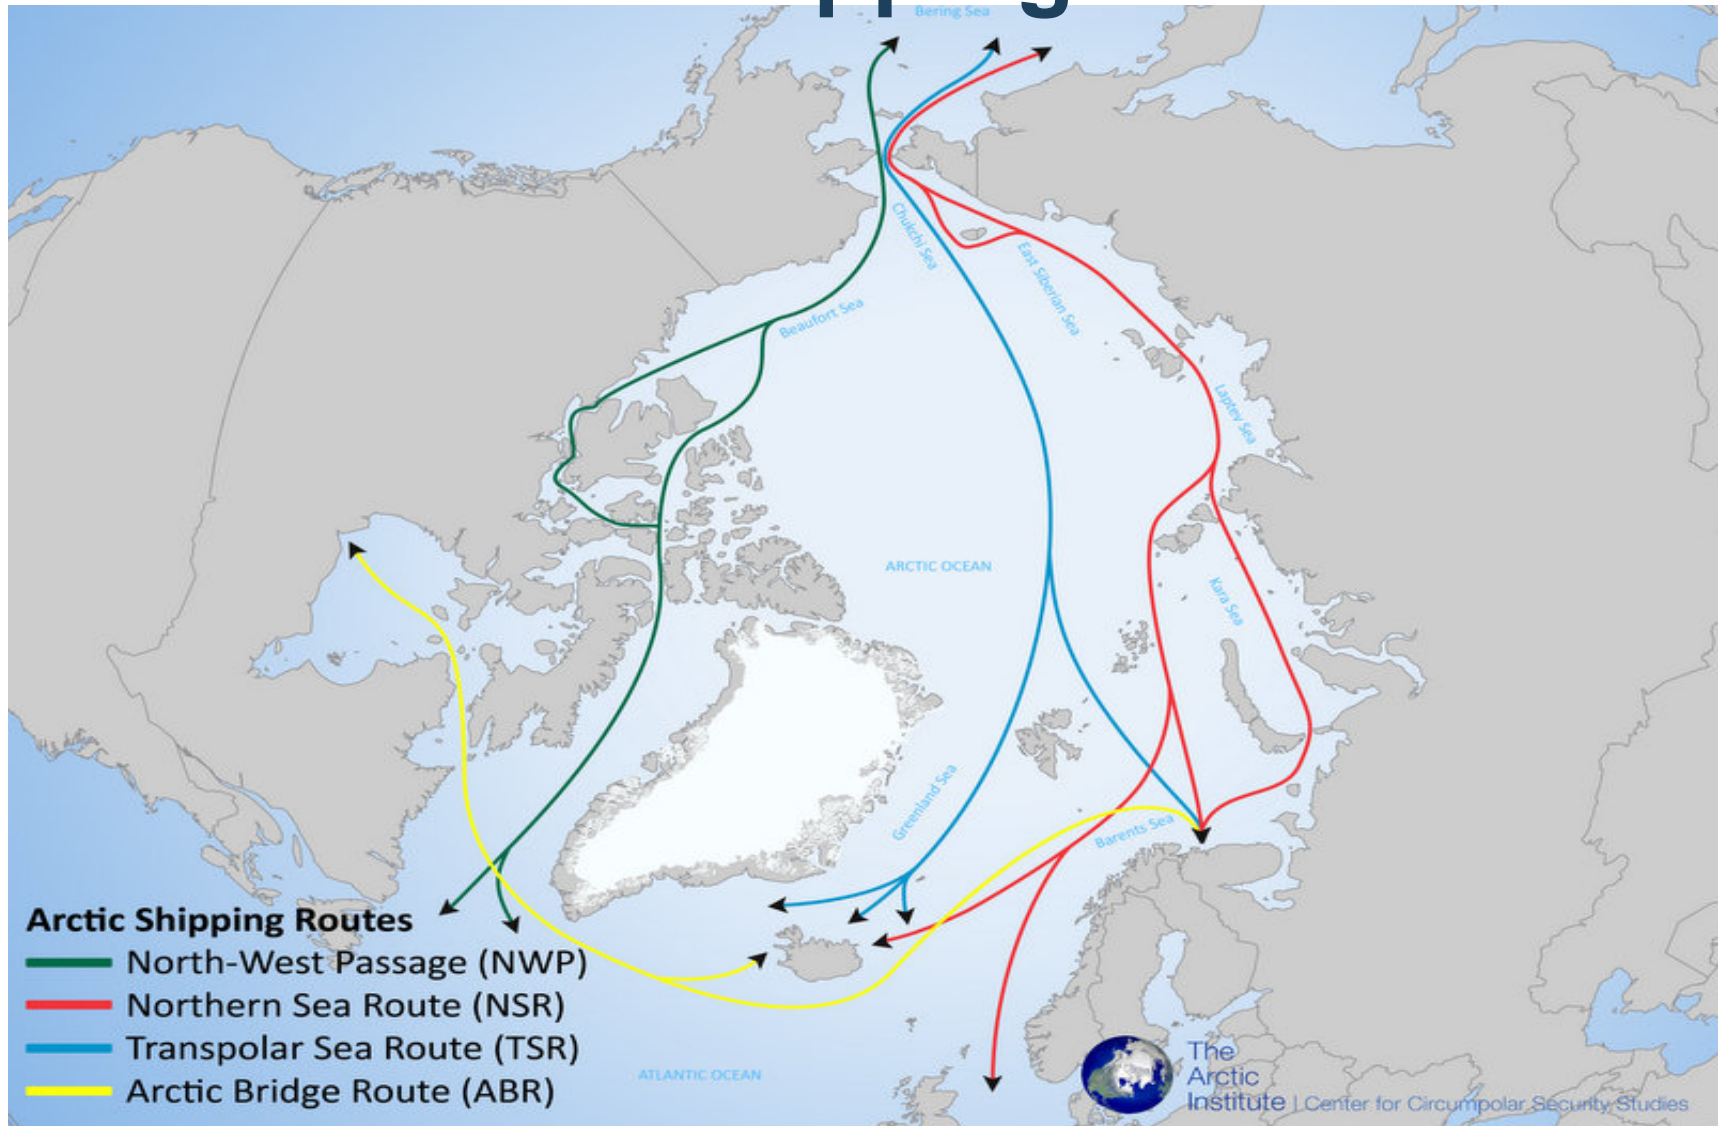 Bering Sea
Chukchi Sea
East Siberian Sea
Beaufort Sea
Laptev Sea
ARCTIC OCEAN
Kara Sea
Greenland Sea
Barents Sea
Arctic Shipping Routes
North-West Passage (NWP)
Northern Sea Route (NSR)
Transpolar Sea Route (TSR)
Arctic Bridge Route (ABR)
ATLANTIC OCEAN
The
Arctic
Institute | Center for Circumpolar Security Studies